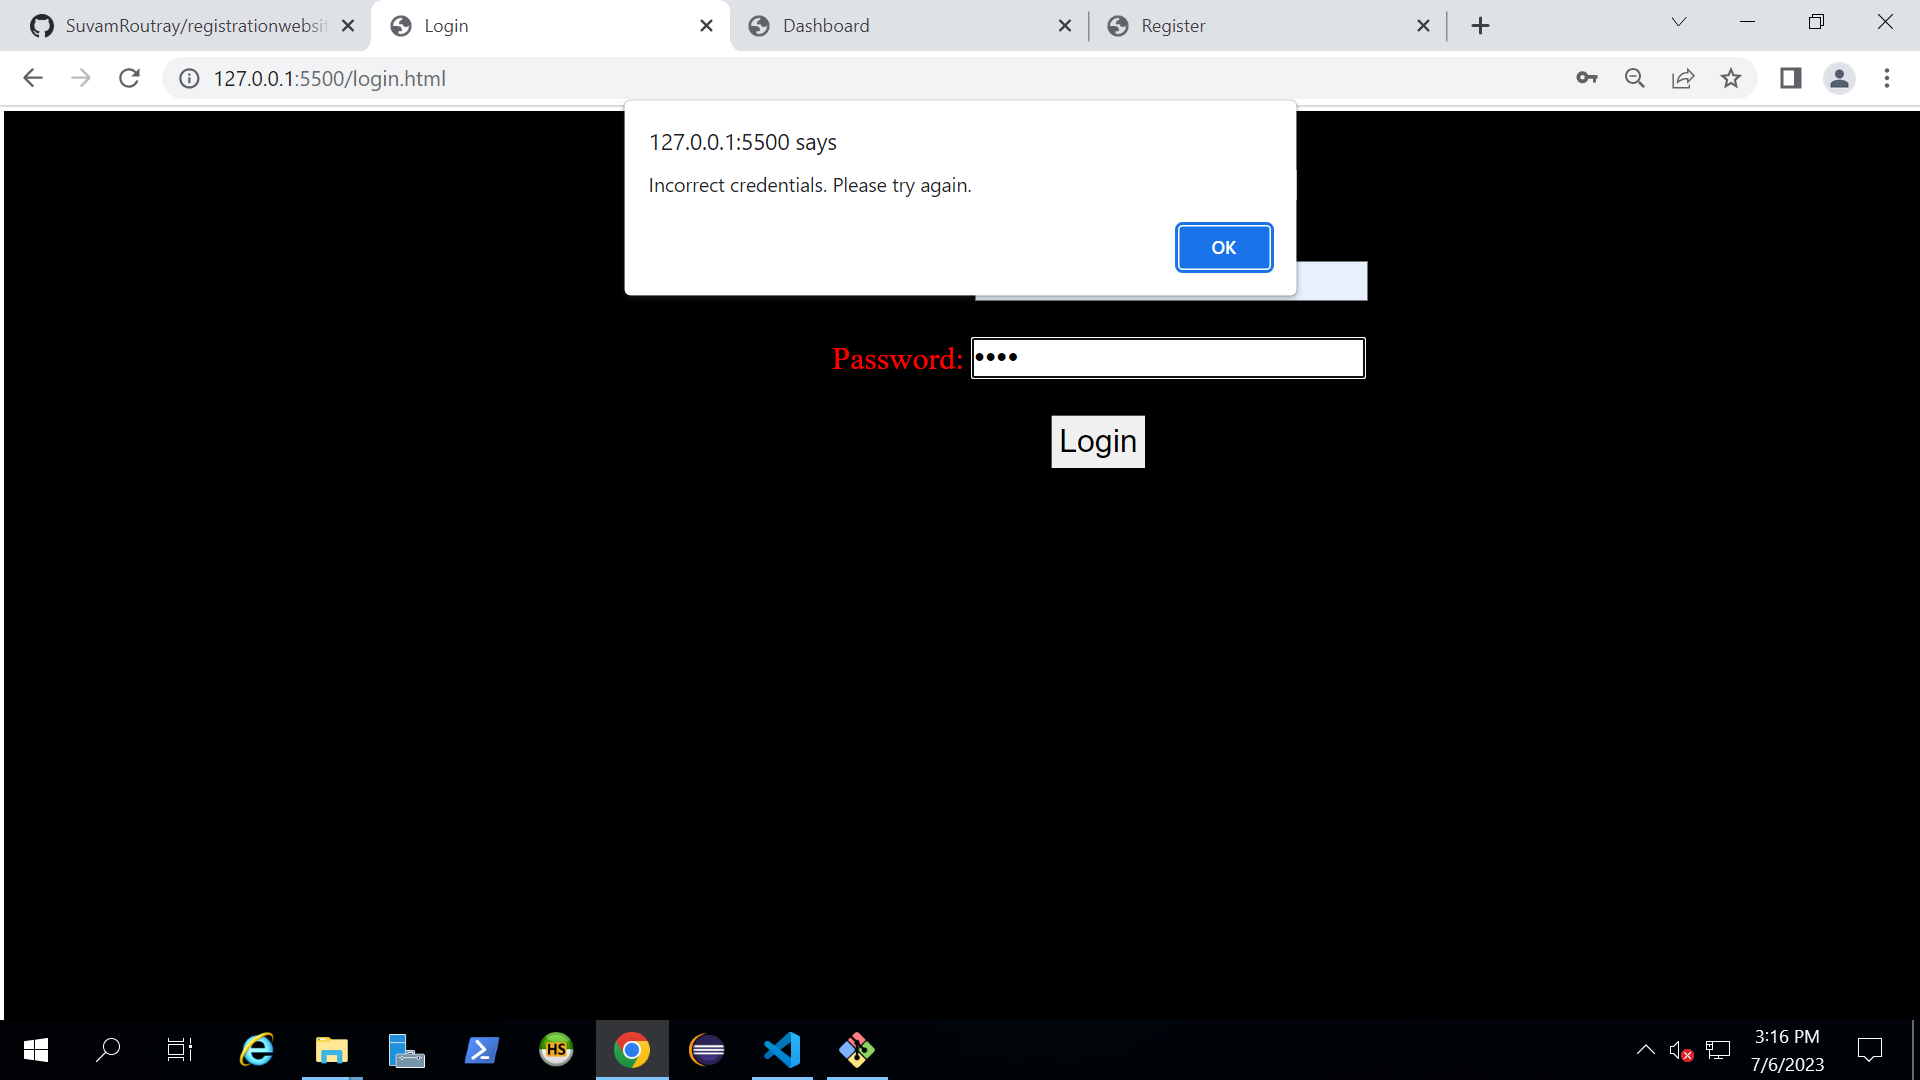 SuvamRoutray/registrationwebsit
Login
Dashboard
Register
127.0.0.1:5500/login.html
127.0.0.1:5500 says
Incorrect credentials. Please try again.
OK
Password: ••••
Login
HS
3:16 PM
7/6/2023